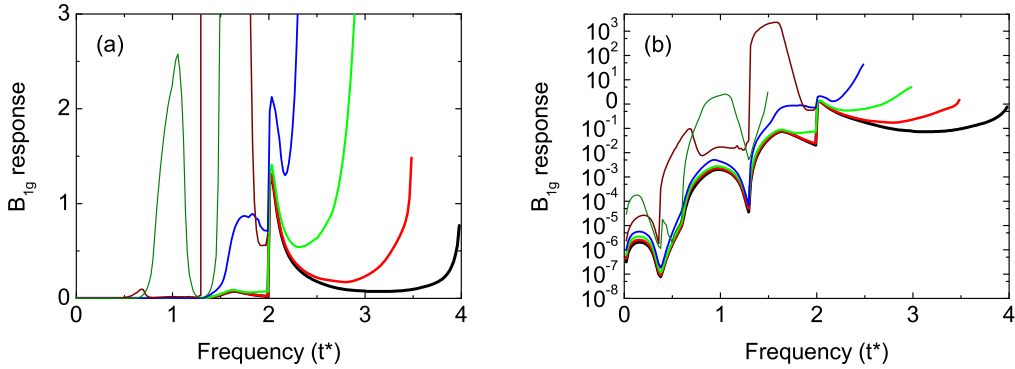 (a)
B1g response
3
2
1
0
0 1 2 3 4
Frequency (t*)
(b)
B1g response
10^3
10^2
10^1
0
10^-1
10^-2
10^-3
10^-4
10^-5
10^-6
10^-7
10^-8
0 1 2 3 4
Frequency (t*)